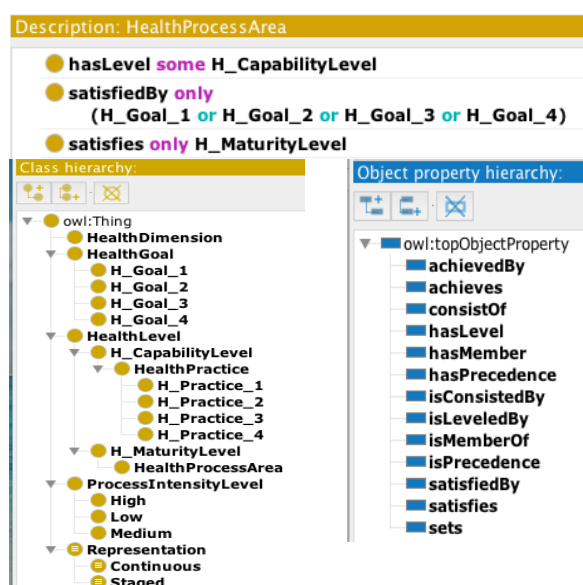 Description: HealthProcessArea
hasLevel some H_CapabilityLevel
satisfiedBy only
(H_Goal_1 or H_Goal_2 or H_Goal_3 or H_Goal_4)
satisfies only H_MaturityLevel
Class hierarchy:
owl:Thing
HealthDimension
HealthGoal
H_Goal_1
H_Goal_2
H_Goal_3
H_Goal_4
HealthLevel
H_CapabilityLevel
HealthPractice
H_Practice_1
H_Practice_2
H_Practice_3
H_Practice_4
H_MaturityLevel
HealthProcessArea
ProcessIntensityLevel
High
Low
Medium
Representation
Continuous
Staged
Object property hierarchy:
owl:topObjectProperty
achievedBy
achieves
consistOf
hasLevel
hasMember
hasPrecedence
isConsistedBy
isLeveledBy
isMemberOf
isPrecedence
satisfiedBy
satisfies
sets